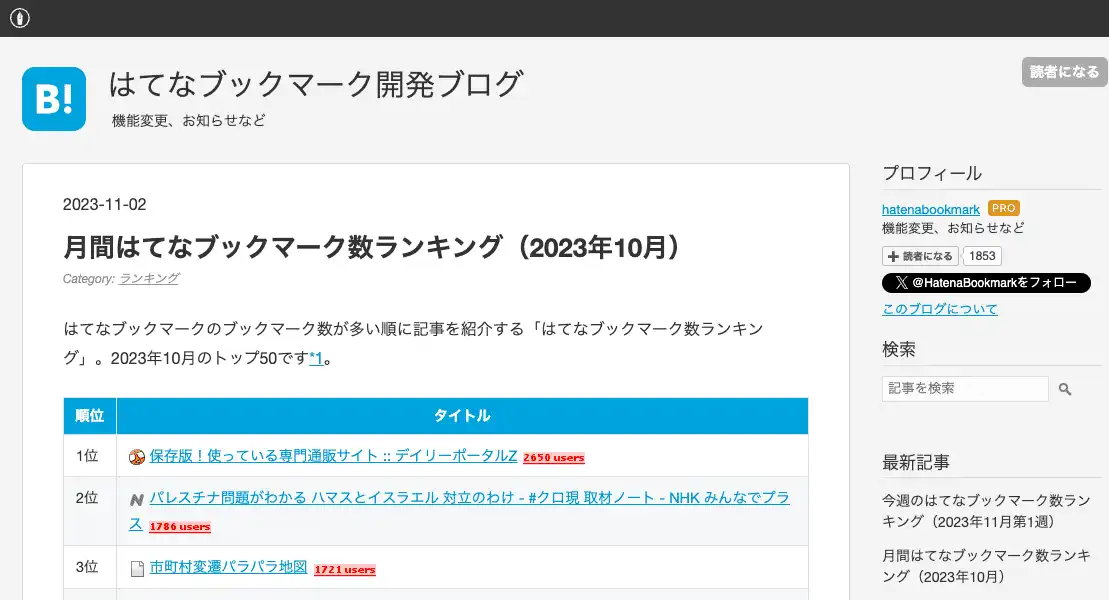 B!
はてなブックマーク開発ブログ
機能変更、お知らせなど
読者になる
2023-11-02
月間はてなブックマーク数ランキング（2023年10月）
Category: ランキング
はてなブックマークのブックマーク数が多い順に記事を紹介する「はてなブックマーク数ランキン
グ」。2023年10月のトップ50です*1。
順位 タイトル
1位 保存版！使っている専門通販サイト :: デイリーポータルZ 2650 users
2位 パレスチナ問題がわかる ハマスとイスラエル 対立のわけ - #クロ現 取材ノート - NHK みんなでプラ
ス 1786 users
3位 市町村変遷パラパラ地図 1721 users
プロフィール
hatenabookmark PRO
機能変更、お知らせなど
読者になる 1853
@HatenaBookmarkをフォロー
このブログについて
検索
記事を検索
最新記事
今週のはてなブックマーク数ラン
キング（2023年11月第1週）
月間はてなブックマーク数ランキ
ング（2023年10月）